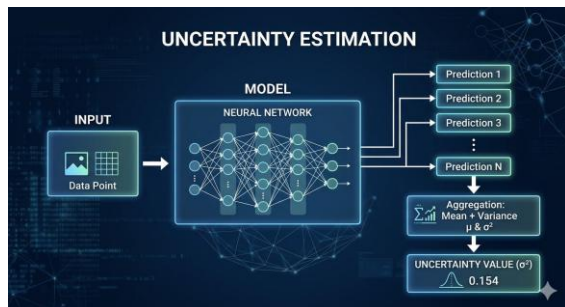 UNCERTAINTY ESTIMATION
INPUT
Data Point
MODEL
NEURAL NETWORK
Prediction 1
Prediction 2
Prediction 3
⋮
Prediction N
Σ Aggregation:
Mean + Variance
μ & σ²
UNCERTAINTY VALUE (σ²)
0.154